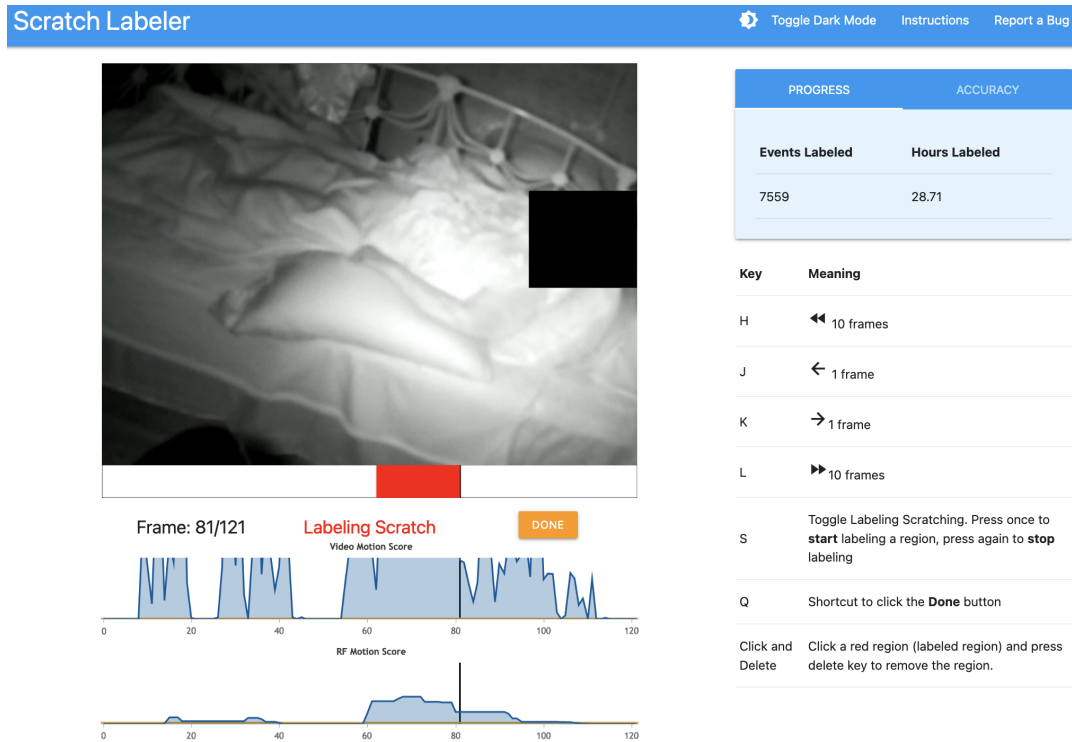 Scratch Labeler
Toggle Dark Mode Instructions Report a Bug
PROGRESS ACCURACY
Events Labeled Hours Labeled
7559 28.71
Key Meaning
H 10 frames
J 1 frame
K 1 frame
L 10 frames
S Toggle Labeling Scratching. Press once to
start labeling a region, press again to stop
labeling
Q Shortcut to click the Done button
Click and Delete
Click a red region (labeled region) and press
delete key to remove the region.
Frame: 81/121 Labeling Scratch DONE
Video Motion Score
0 20 40 60 80 100 120
RF Motion Score
0 20 40 60 80 100 120